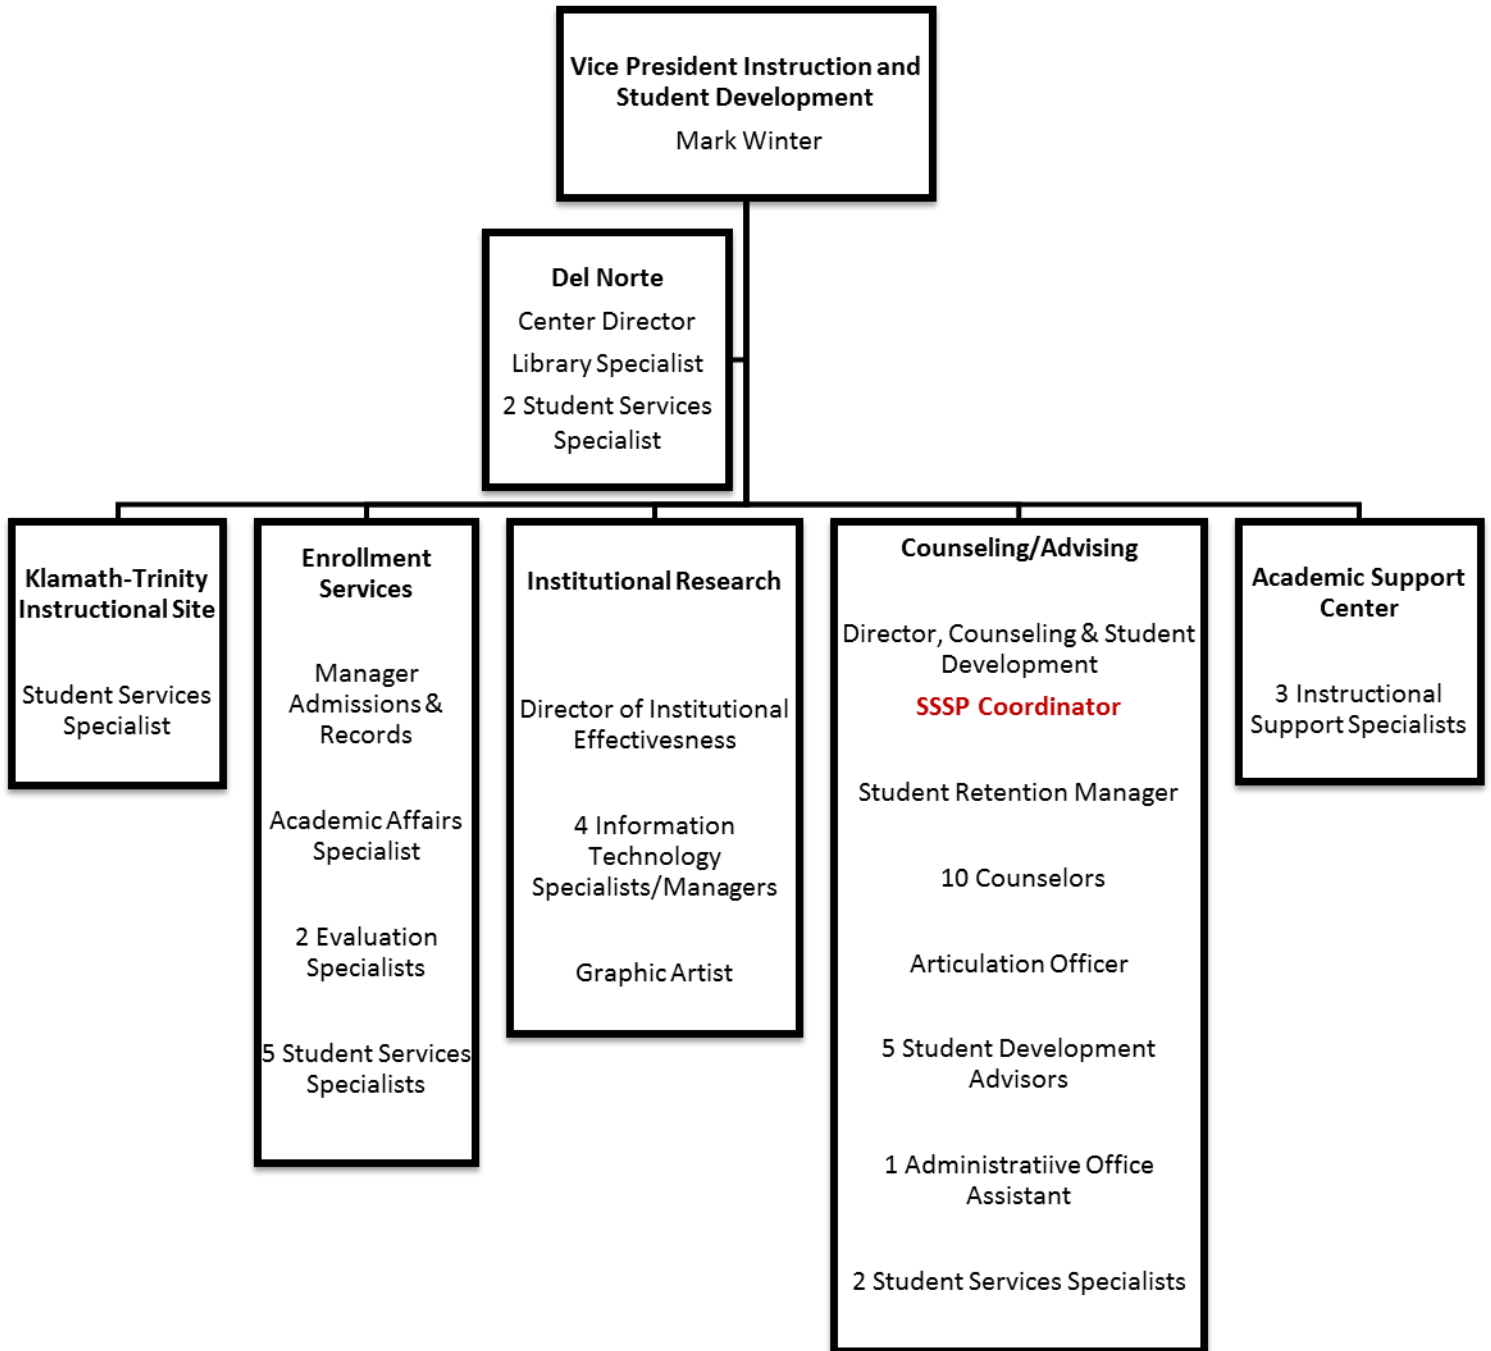 Vice President Instruction and
Student Development
Mark Winter
Del Norte
Center Director
Library Specialist
2 Student Services
Specialist
Klamath-Trinity
Instructional Site
Student Services
Specialist
Enrollment
Services
Manager
Admissions &
Records
Academic Affairs
Specialist
2 Evaluation
Specialists
5 Student Services
Specialists
Institutional Research
Director of Institutional
Effectivesness
4 Information
Technology
Specialists/Managers
Graphic Artist
Counseling/Advising
Director, Counseling & Student
Development
SSSP Coordinator
Student Retention Manager
10 Counselors
Articulation Officer
5 Student Development
Advisors
1 Administratiive Office
Assistant
2 Student Services Specialists
Academic Support
Center
3 Instructional
Support Specialists